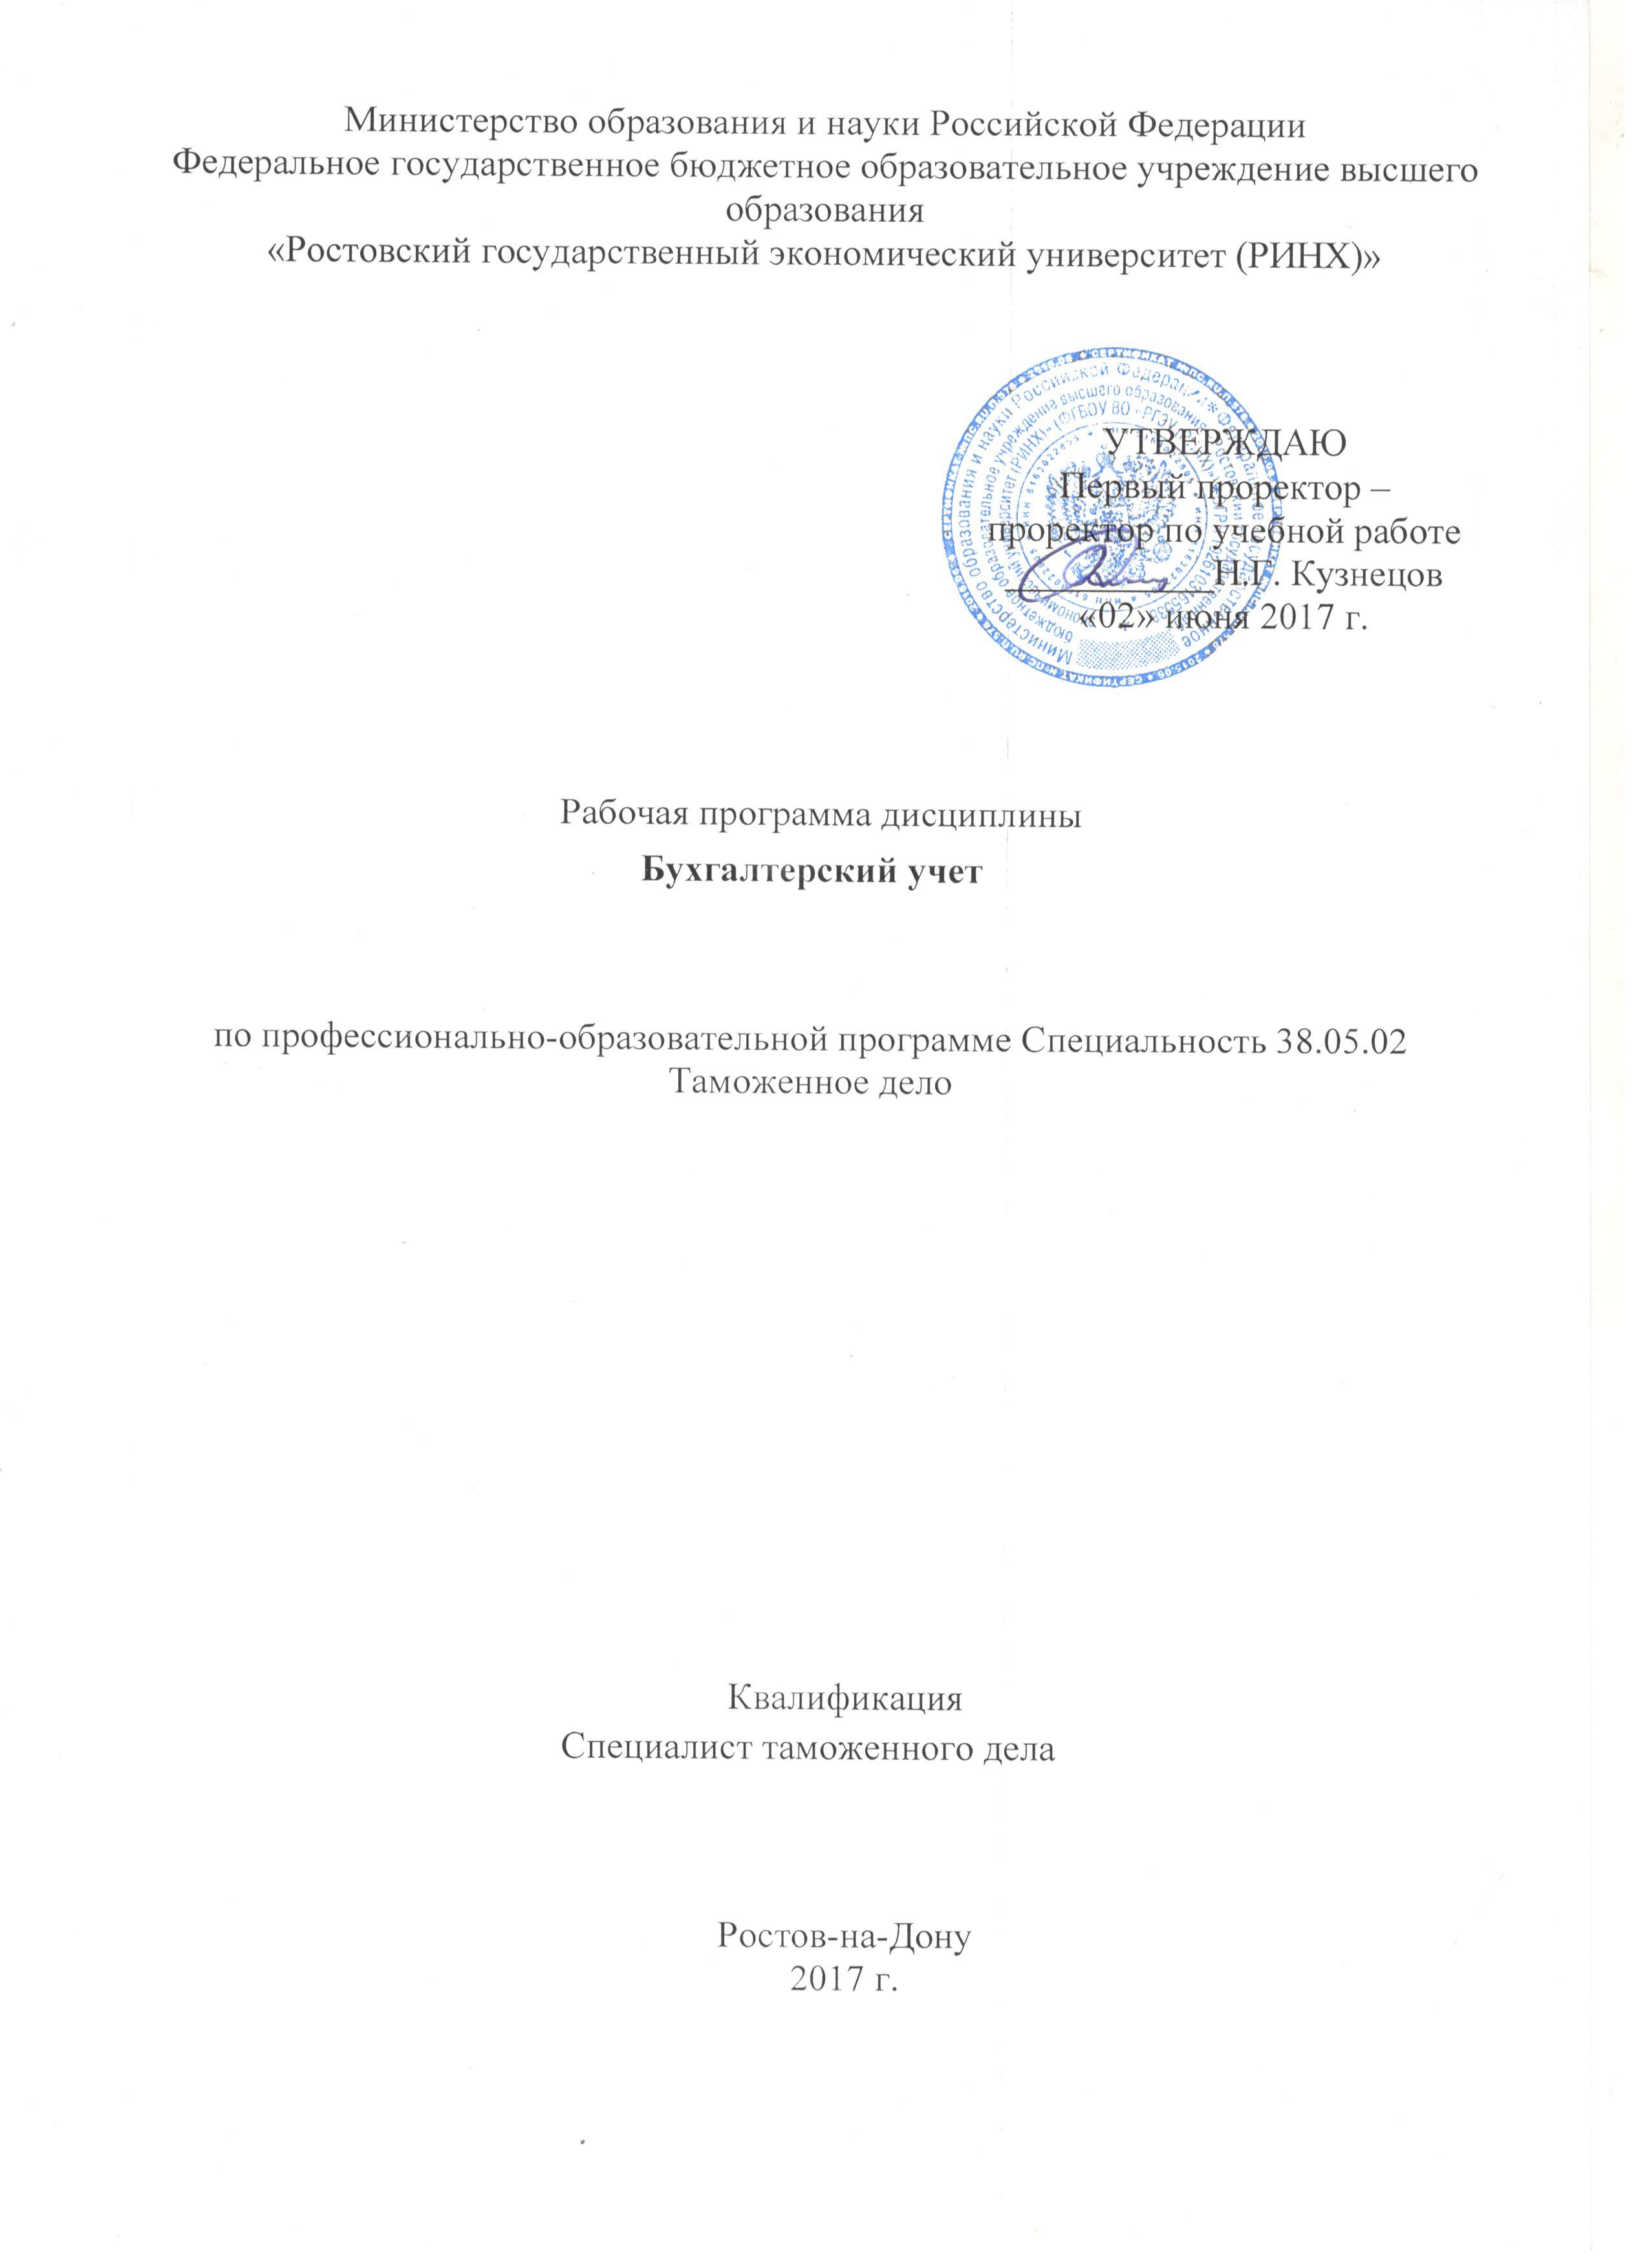 Министерство образования и науки Российской Федерации
Федеральное государственное бюджетное образовательное учреждение высшего
образования
«Ростовский государственный экономический университет (РИНХ)»
УТВЕРЖДАЮ
Первый проректор –
проректор по учебной работе
Н.Г. Кузнецов
«02» июня 2017 г.
Рабочая программа дисциплины
Бухгалтерский учет
по профессионально-образовательной программе Специальность 38.05.02
Таможенное дело
Квалификация
Специалист таможенного дела
Ростов-на-Дону
2017 г.